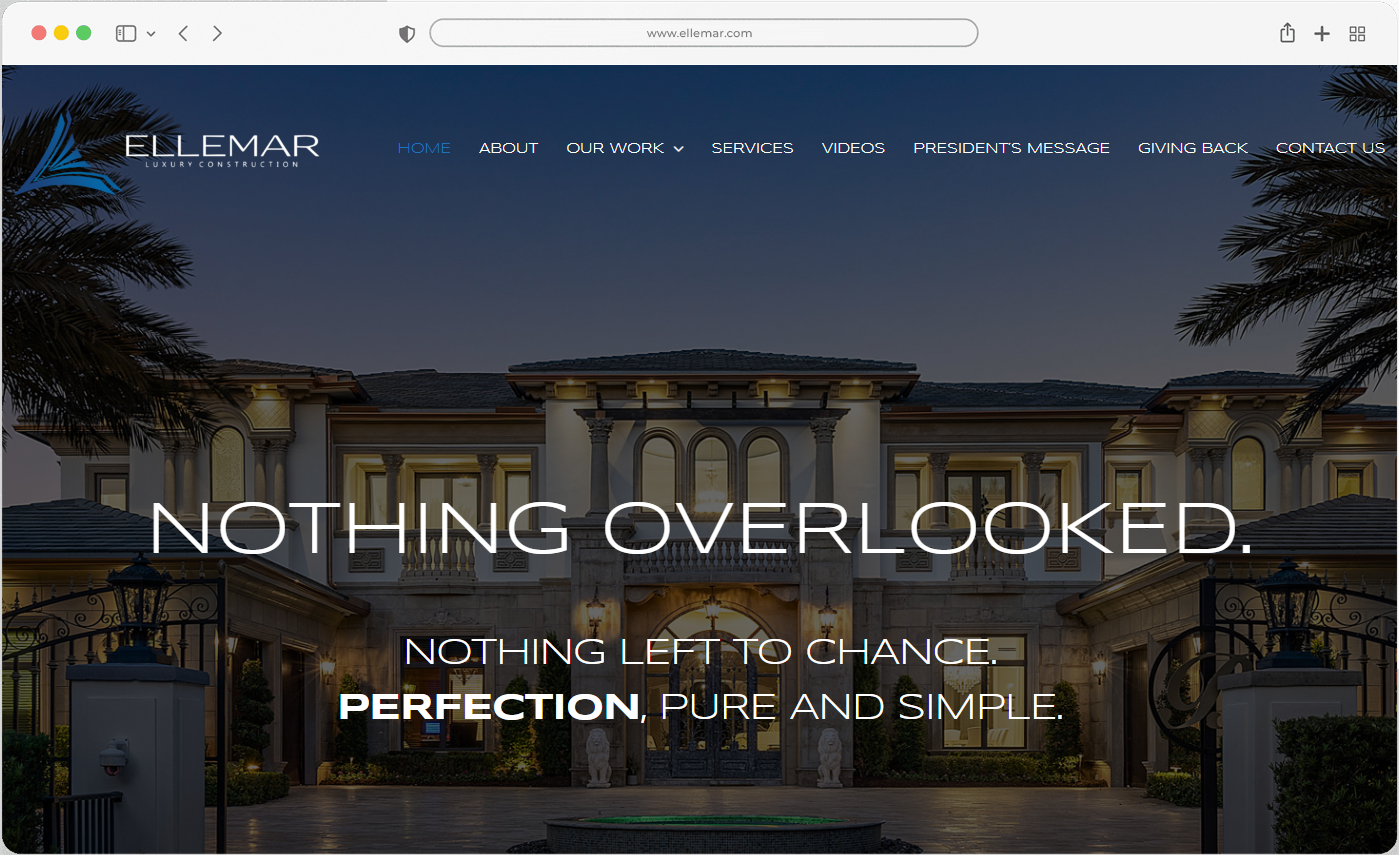 www.ellemar.com
ELLEMAR
LUXURY CONSTRUCTION
HOME ABOUT OUR WORK SERVICES VIDEOS PRESIDENT'S MESSAGE GIVING BACK CONTACT US
NOTHING OVERLOOKED.
NOTHING LEFT TO CHANCE.
PERFECTION, PURE AND SIMPLE.